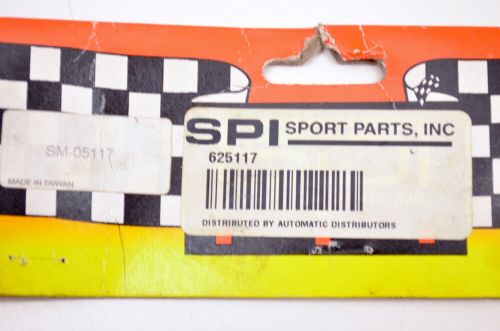 SPI SPORT PARTS, INC
625117
SM-05117
MADE IN TAIWAN
DISTRIBUTED BY AUTOMATIC DISTRIBUTORS